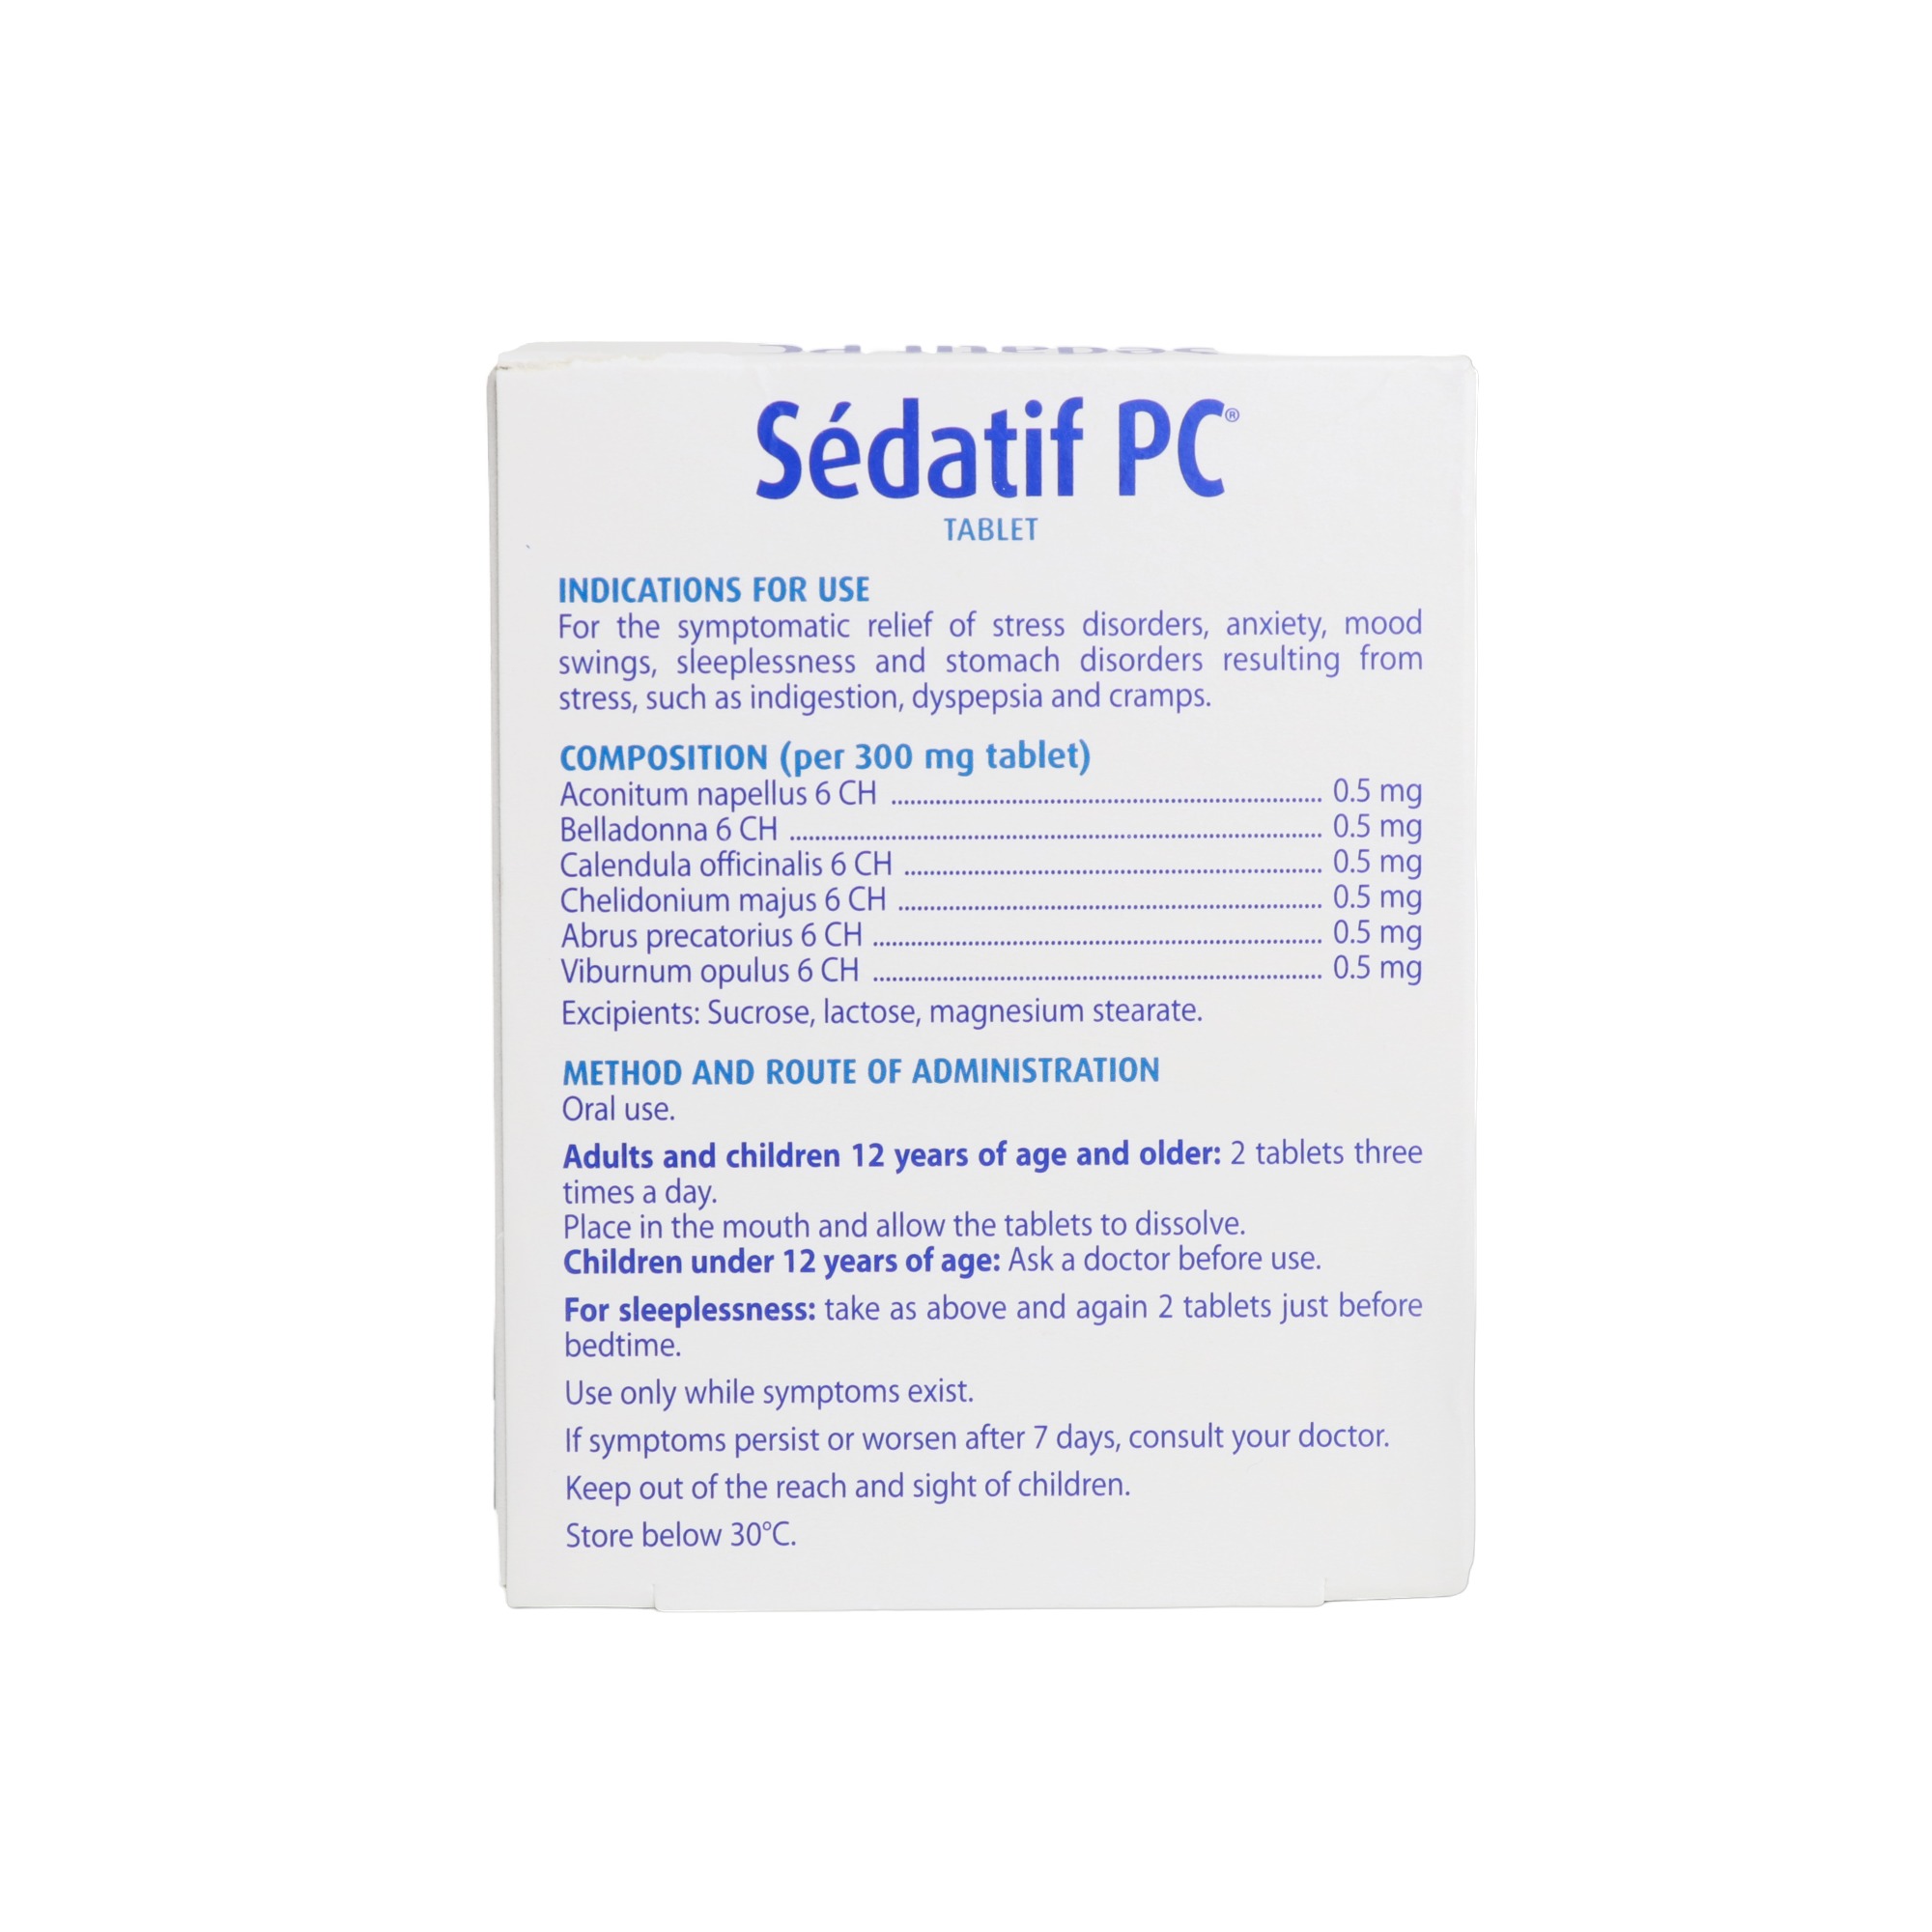 Sédatif PC®
TABLET
INDICATIONS FOR USE
For the symptomatic relief of stress disorders, anxiety, mood
swings, sleeplessness and stomach disorders resulting from
stress, such as indigestion, dyspepsia and cramps.
COMPOSITION (per 300 mg tablet)
Aconitum napellus 6 CH ........................................ 0.5 mg
Belladonna 6 CH ........................................ 0.5 mg
Calendula officinalis 6 CH ........................................ 0.5 mg
Chelidonium majus 6 CH ........................................ 0.5 mg
Abrus precatorius 6 CH ........................................ 0.5 mg
Viburnum opulus 6 CH ........................................ 0.5 mg
Excipients: Sucrose, lactose, magnesium stearate.
METHOD AND ROUTE OF ADMINISTRATION
Oral use.
Adults and children 12 years of age and older: 2 tablets three
times a day.
Place in the mouth and allow the tablets to dissolve.
Children under 12 years of age: Ask a doctor before use.
For sleeplessness: take as above and again 2 tablets just before
bedtime.
Use only while symptoms exist.
If symptoms persist or worsen after 7 days, consult your doctor.
Keep out of the reach and sight of children.
Store below 30°C.